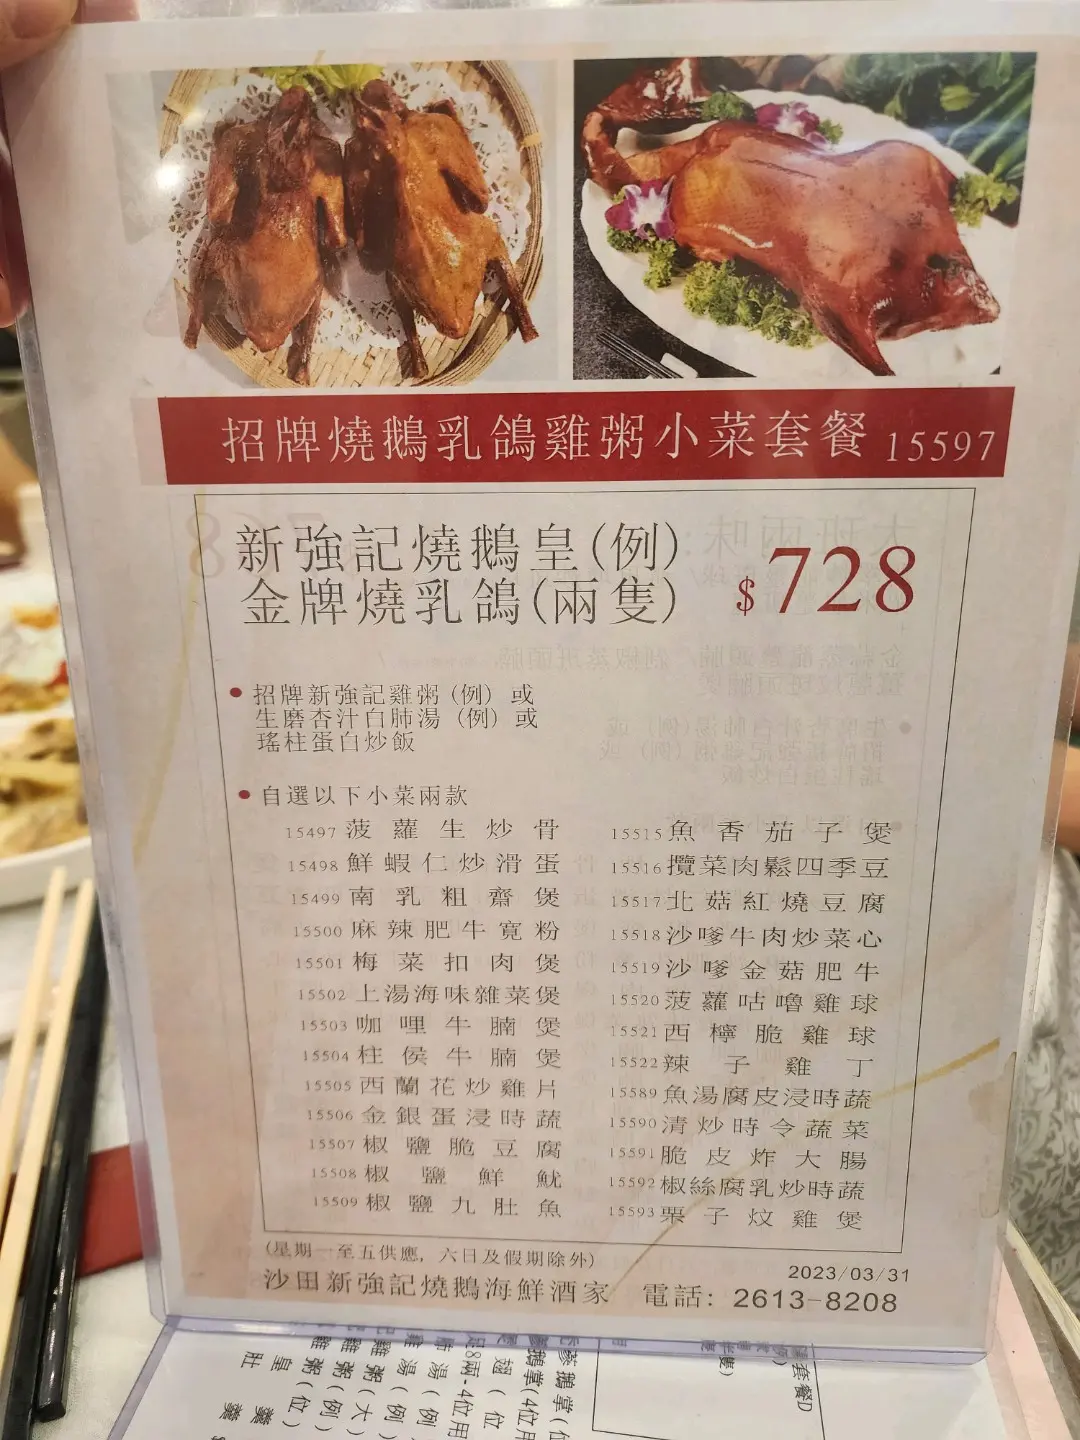 招牌燒鵝乳鴿雞粥小菜套餐 15597
新強記燒鵝皇(例)
金牌燒乳鴿(兩隻)
$728
• 招牌新強記雞粥 (例) 或
生磨杏汁白肺湯 (例) 或
瑤柱蛋白炒飯
• 自選以下小菜兩款
15497 菠蘿生炒骨
15498 鮮蝦仁炒滑蛋
15499 南乳粗齋煲
15500 麻辣肥牛寬粉
15501 梅菜扣肉煲
15502 上湯海味雜菜煲
15503 咖哩牛腩煲
15504 柱侯牛腩煲
15505 西蘭花炒雞片
15506 金銀蛋浸時蔬
15507 椒鹽脆豆腐
15508 椒鹽鮮魷
15509 椒鹽九肚魚
15515 魚香茄子煲
15516 攬菜肉鬆四季豆
15517 北菇紅燒豆腐
15518 沙嗲牛肉炒菜心
15519 沙嗲金菇肥牛
15520 菠蘿咕嚕雞球
15521 西檸脆雞球
15522 辣子雞丁
15589 魚湯腐皮浸時蔬
15590 清炒時令蔬菜
15591 脆皮炸大腸
15592 椒絲腐乳炒時蔬
15593 栗子炆雞煲
(星期一至五供應, 六日及假期除外)
2023/03/31
沙田新強記燒鵝海鮮酒家 電話: 2613-8208